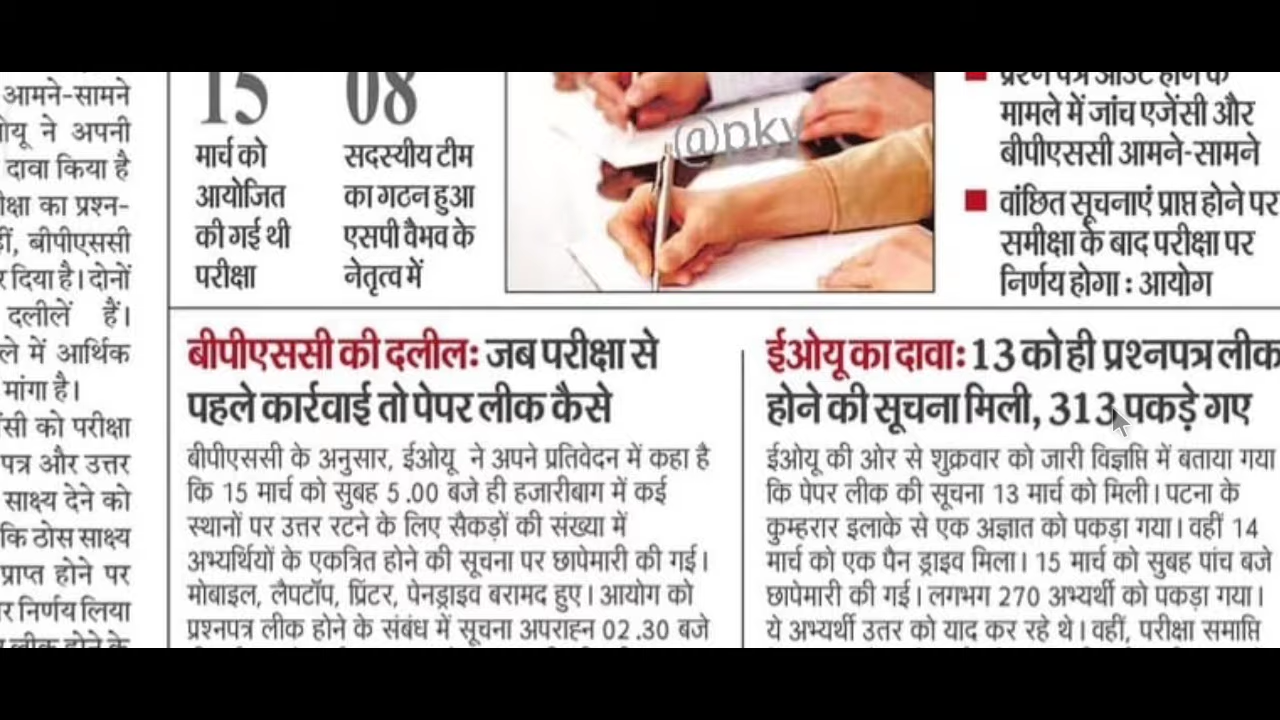 आमने-सामने
ने अपनी
दावा किया है
का प्रश्न-
बीपीएससी
दिया है। दोनों
दलीलें हैं।
में आर्थिक
मांगा है।
को परीक्षा
पत्र और उत्तर
साक्ष्य देने को
कि ठोस साक्ष्य
प्राप्त होने पर
निर्णय लिया
15
मार्च को
आयोजित
की गई थी
परीक्षा
08
सदस्यीय टीम
का गठन हुआ
एसपी वैभव के
नेतृत्व में
@pkv
प्रश्न पत्र आउट होने के
मामले में जांच एजेंसी और
बीपीएससी आमने-सामने
वांछित सूचनाएं प्राप्त होने पर
समीक्षा के बाद परीक्षा पर
निर्णय होगा : आयोग
बीपीएससी की दलील: जब परीक्षा से
पहले कार्रवाई तो पेपर लीक कैसे
बीपीएससी के अनुसार, ईओयू ने अपने प्रतिवेदन में कहा है
कि 15 मार्च को सुबह 5.00 बजे ही हजारीबाग में कई
स्थानों पर उत्तर रटने के लिए सैकड़ों की संख्या में
अभ्यर्थियों के एकत्रित होने की सूचना पर छापेमारी की गई।
मोबाइल, लैपटॉप, प्रिंटर, पेनड्राइव बरामद हुए। आयोग को
प्रश्नपत्र लीक होने के संबंध में सूचना अपराह्न 02.30 बजे
ईओयू का दावा: 13 को ही प्रश्नपत्र लीक
होने की सूचना मिली, 313 पकड़े गए
ईओयू की ओर से शुक्रवार को जारी विज्ञप्ति में बताया गया
कि पेपर लीक की सूचना 13 मार्च को मिली। पटना के
कुम्हरार इलाके से एक अज्ञात को पकड़ा गया। वहीं 14
मार्च को एक पैन ड्राइव मिला। 15 मार्च को सुबह पांच बजे
छापेमारी की गई। लगभग 270 अभ्यर्थी को पकड़ा गया।
ये अभ्यर्थी उत्तर को याद कर रहे थे। वहीं, परीक्षा समाप्ति